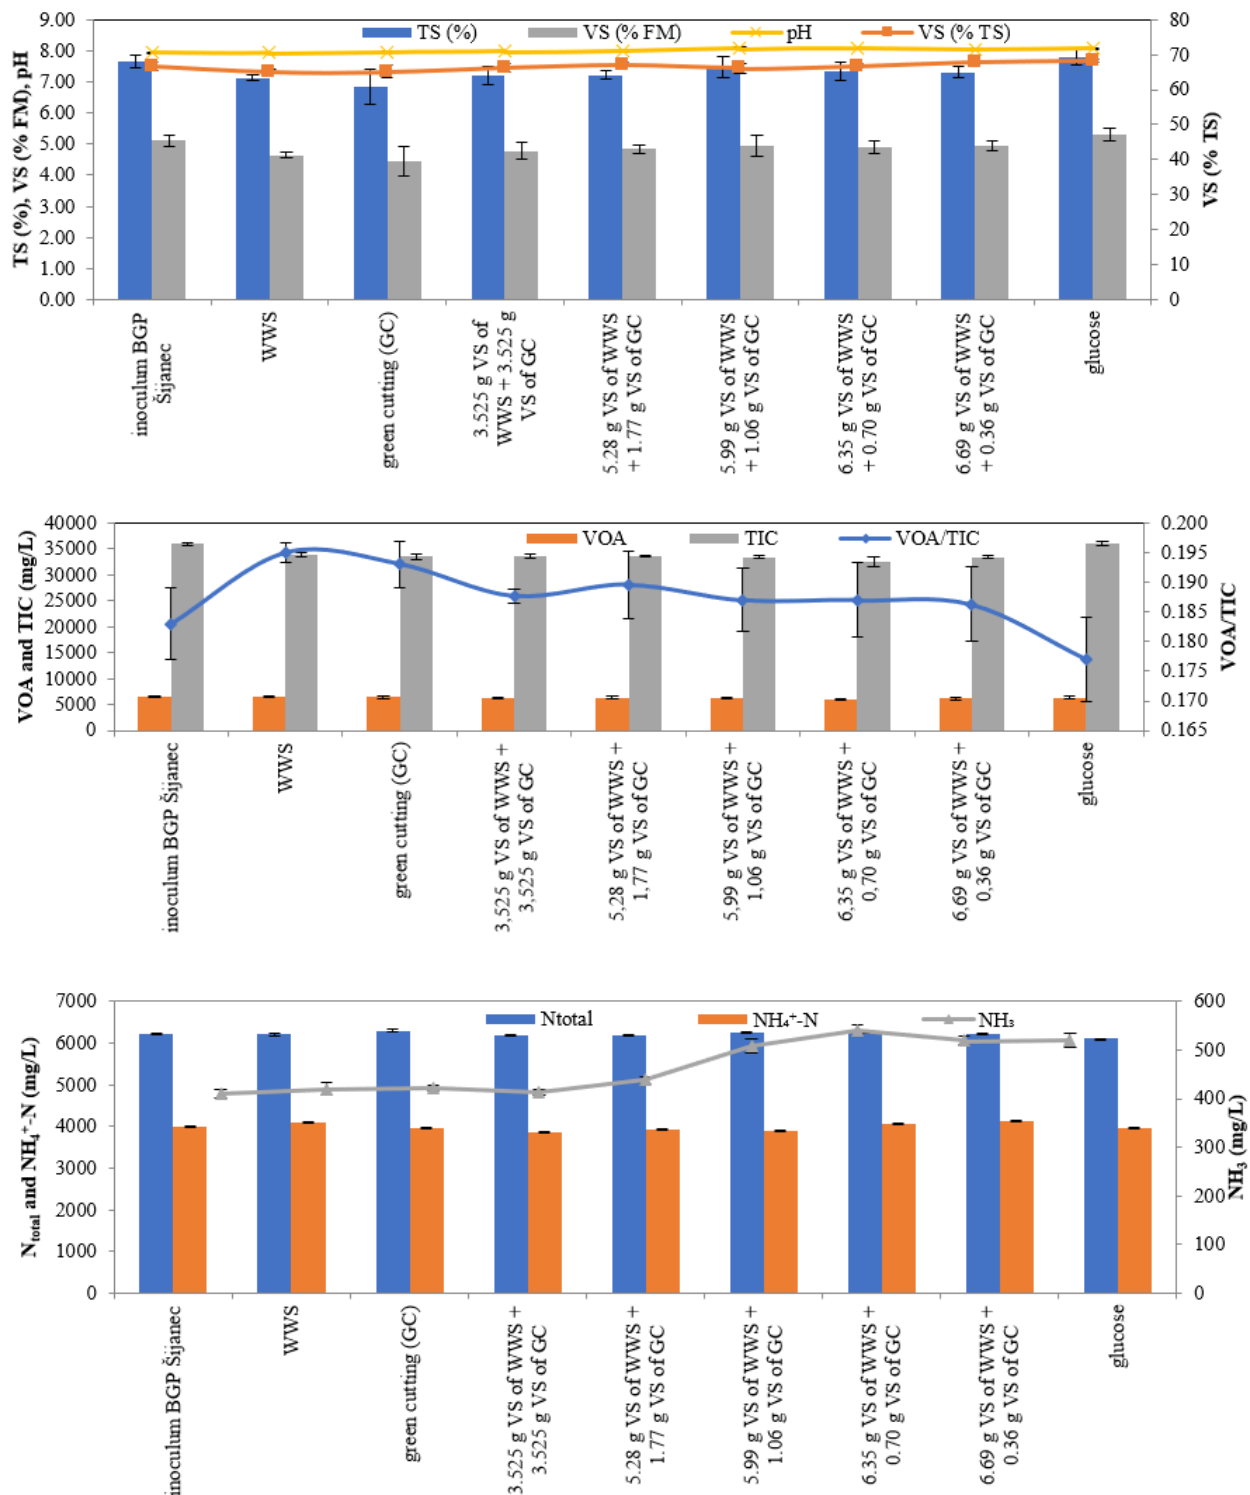 TS (%) VS (% FM) pH VS (% TS)
TS (%), VS (% FM), pH
9.00
8.00
7.00
6.00
5.00
4.00
3.00
2.00
1.00
0.00
80
70
60
50
40
30
20
10
0
VS (% TS)
inoculum BGP
Šijanec
WWS
green cutting (GC)
3.525 g VS of
WWS + 3.525 g
VS of GC
5.28 g VS of WWS
+ 1.77 g VS of GC
5.99 g VS of WWS
+ 1.06 g VS of GC
6.35 g VS of WWS
+ 0.70 g VS of GC
6.69 g VS of WWS
+ 0.36 g VS of GC
glucose
VOA TIC VOA/TIC
VOA and TIC (mg/L)
40000
35000
30000
25000
20000
15000
10000
5000
0
0.200
0.195
0.190
0.185
0.180
0.175
0.170
0.165
VOA/TIC
inoculum BGP Šijanec
WWS
green cutting (GC)
3,525 g VS of WWS +
3,525 g VS of GC
5,28 g VS of WWS +
1,77 g VS of GC
5,99 g VS of WWS +
1,06 g VS of GC
6,35 g VS of WWS +
0,70 g VS of GC
6,69 g VS of WWS +
0,36 g VS of GC
glucose
Ntotal NH₄⁺-N NH₃
Ntotal and NH₄⁺-N (mg/L)
7000
6000
5000
4000
3000
2000
1000
0
600
500
400
300
200
100
0
NH₃ (mg/L)
inoculum BGP Šijanec
WWS
green cutting (GC)
3.525 g VS of WWS +
3.525 g VS of GC
5.28 g VS of WWS +
1.77 g VS of GC
5.99 g VS of WWS +
1.06 g VS of GC
6.35 g VS of WWS +
0.70 g VS of GC
6.69 g VS of WWS +
0.36 g VS of GC
glucose